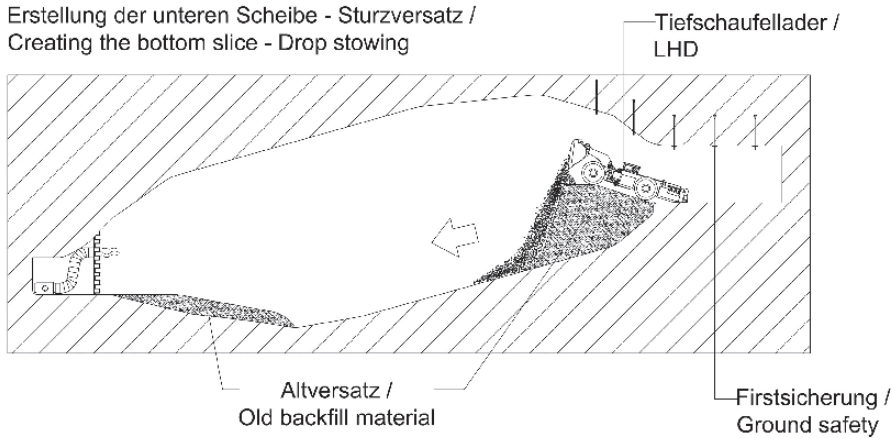 Erstellung der unteren Scheibe - Sturzversatz /
Creating the bottom slice - Drop stowing
Tiefschaufellader /
LHD
Altversatz /
Old backfill material
Firstsicherung /
Ground safety